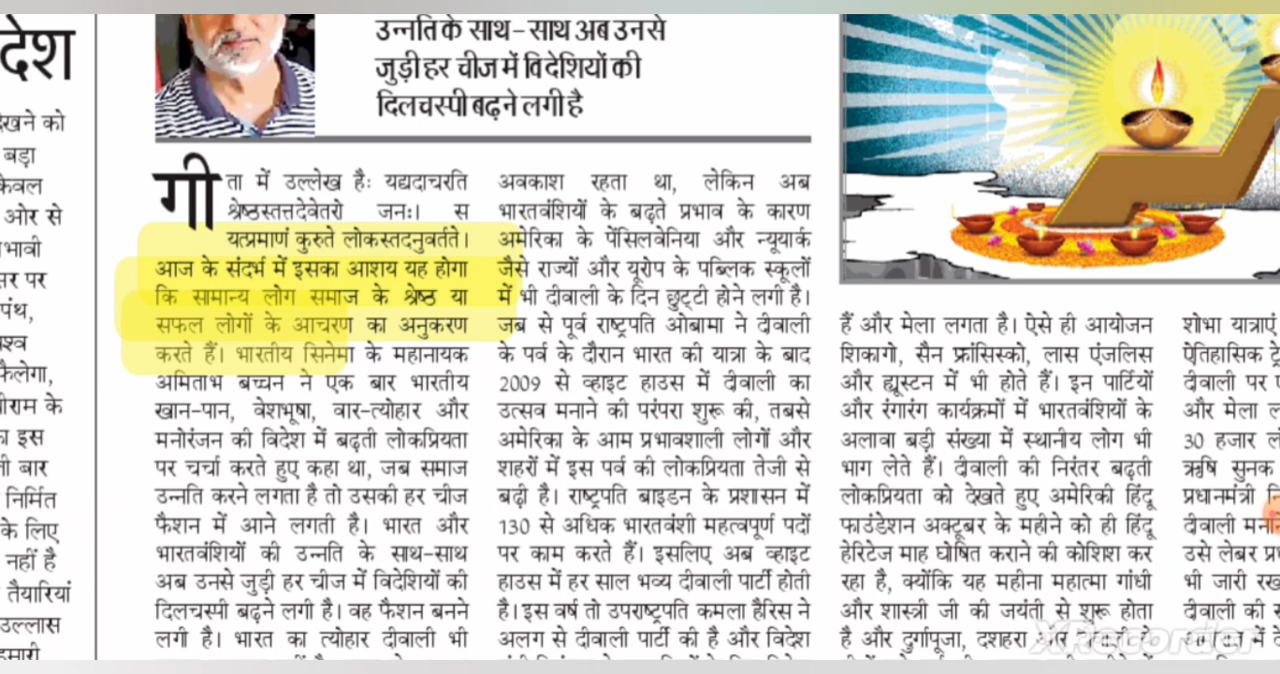 देश
देखने को
बड़ा
केवल
ओर से
सर पर
पंथ,
फैलेगा,
श्रीराम के
इस
बार
निर्मित
के लिए
नहीं है
तैयारियां
उल्लास
हमारी
उन्नति के साथ-साथ अब उनसे
जुड़ी हर चीज में विदेशियों की
दिलचस्पी बढ़ने लगी है
गीता में उल्लेख हैः यद्यदाचरति
श्रेष्ठस्तत्तदेवेतरो जनः। स
यत्प्रमाणं कुरुते लोकस्तदनुवर्तते।
आज के संदर्भ में इसका आशय यह होगा
कि सामान्य लोग समाज के श्रेष्ठ या
सफल लोगों के आचरण का अनुकरण
करते हैं। भारतीय सिनेमा के महानायक
अमिताभ बच्चन ने एक बार भारतीय
खान-पान, वेशभूषा, वार-त्योहार और
मनोरंजन की विदेश में बढ़ती लोकप्रियता
पर चर्चा करते हुए कहा था, जब समाज
उन्नति करने लगता है तो उसकी हर चीज
फैशन में आने लगती है। भारत और
भारतवंशियों की उन्नति के साथ-साथ
अब उनसे जुड़ी हर चीज में विदेशियों की
दिलचस्पी बढ़ने लगी है। वह फैशन बनने
लगी है। भारत का त्योहार दीवाली भी
अवकाश रहता था, लेकिन अब
भारतवंशियों के बढ़ते प्रभाव के कारण
अमेरिका के पेंसिलवेनिया और न्यूयार्क
जैसे राज्यों और यूरोप के पब्लिक स्कूलों
में भी दीवाली के दिन छुट्टी होने लगी है।
जब से पूर्व राष्ट्रपति ओबामा ने दीवाली
के पर्व के दौरान भारत की यात्रा के बाद
2009 से व्हाइट हाउस में दीवाली का
उत्सव मनाने की परंपरा शुरू की, तबसे
अमेरिका के आम प्रभावशाली लोगों और
शहरों में इस पर्व की लोकप्रियता तेजी से
बढ़ी है। राष्ट्रपति बाइडन के प्रशासन में
130 से अधिक भारतवंशी महत्वपूर्ण पदों
पर काम करते हैं। इसलिए अब व्हाइट
हाउस में हर साल भव्य दीवाली पार्टी होती
है। इस वर्ष तो उपराष्ट्रपति कमला हैरिस ने
अलग से दीवाली पार्टी की है और विदेश
हैं और मेला लगता है। ऐसे ही आयोजन
शिकागो, सैन फ्रांसिस्को, लास एंजलिस
और ह्यूस्टन में भी होते हैं। इन पार्टियों
और रंगारंग कार्यक्रमों में भारतवंशियों के
अलावा बड़ी संख्या में स्थानीय लोग भी
भाग लेते हैं। दीवाली की निरंतर बढ़ती
लोकप्रियता को देखते हुए अमेरिकी हिंदू
फाउंडेशन अक्टूबर के महीने को ही हिंदू
हेरिटेज माह घोषित कराने की कोशिश कर
रहा है, क्योंकि यह महीना महात्मा गांधी
और शास्त्री जी की जयंती से शुरू होता
है और दुर्गापूजा, दशहरा और दीवाली के
शोभा यात्राएं
ऐतिहासिक
दीवाली पर
और मेला
30 हजार
ऋषि सुनक
प्रधानमंत्री
दीवाली मनाने
उसे लेबर
भी जारी
दीवाली की
आयात में
XRecorder